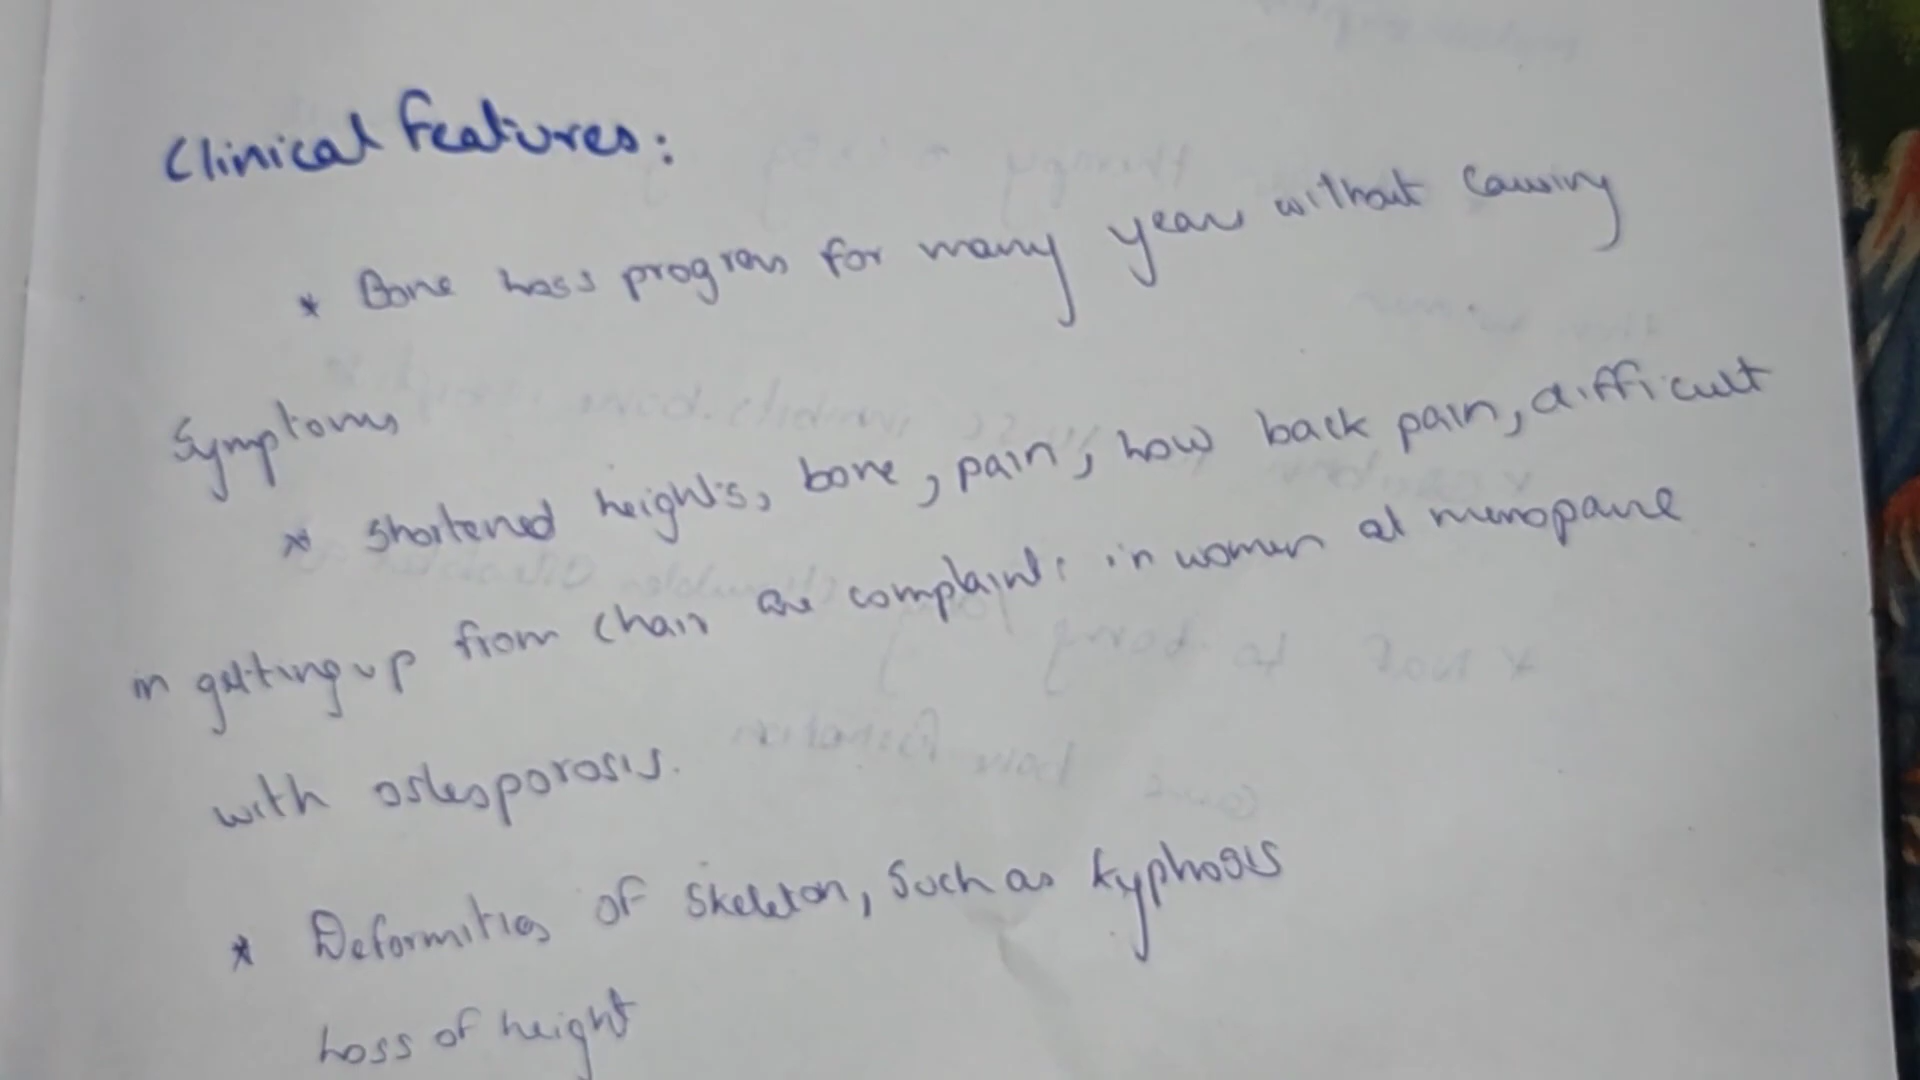 Clinical Features:
* Bone Loss progress for many years without causing
Symptoms
* Shortened heights, bone, pain, Low back pain, difficult
in getting up from chair are complaints in women at menopause
with osteoporosis.
* Deformities of skeleton, such as kyphosis
Loss of height